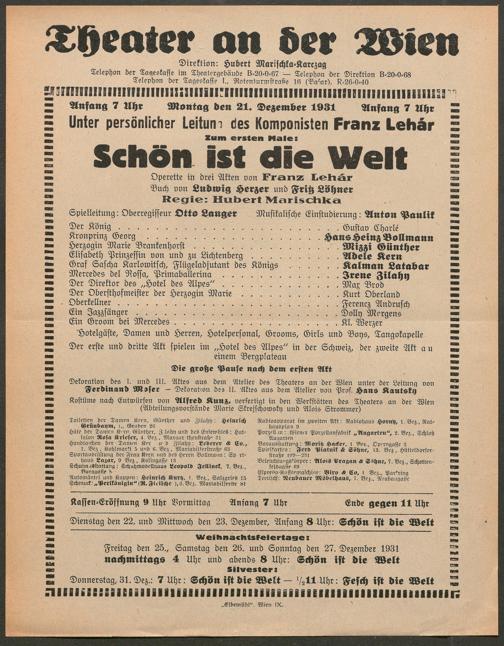 Theater an der Wien
Direktion: Hubert Marischka-Karczag
Telephon der Tageskasse im Theatergebäude B-20-0-67 — Telephon der Direktion B-20-0-68
Telephon der Tageskasse I., Rotenturmstraße 16 (Basar), R-26-0-40
Anfang 7 Uhr Montag den 21. Dezember 1931 Anfang 7 Uhr
Unter persönlicher Leitung des Komponisten Franz Lehár
Zum ersten Male:
Schön ist die Welt
Operette in drei Akten von Franz Lehár
Buch von Ludwig Herzer und Fritz Löhner
Regie: Hubert Marischka
Spielleitung: Oberregisseur Otto Langer Musikalische Einstudierung: Anton Paulik
Der König Gustav Charlé
Kronprinz Georg Hans Heinz Bollmann
Herzogin Marie Brankenhorst Mizzi Günther
Elisabeth Prinzessin von und zu Lichtenberg Adele Kern
Graf Sascha Karlowitsch, Flügeladjutant des Königs Kalman Latabar
Mercedes del Rossa, Primaballerina Irene Zilahy
Der Direktor des „Hotel des Alpes" Max Brod
Der Obersthofmeister der Herzogin Marie Kurt Oberland
Oberkellner Ferencz Andrusch
Ein Jazzsänger Dolly Mergens
Ein Groom bei Mercedes Kl. Werzer
Hotelgäste, Damen und Herren, Hotelpersonal, Grooms, Girls und Boys, Tangokapelle
Der erste und dritte Akt spielen im „Hotel des Alpes" in der Schweiz, der zweite Akt auf
einem Bergplateau
Die große Pause nach dem ersten Akt
Dekoration des I. und III. Aktes aus dem Atelier des Theaters an der Wien unter der Leitung von
Ferdinand Moser — Dekoration des II. Aktes aus dem Atelier von Prof. Hans Kautsky
Kostüme nach Entwürfen von Alfred Kunz, verfertigt in den Werkstätten des Theaters an der Wien
(Abteilungsvorstände Marie Skrejschowsky und Alois Strommer)
Kassen-Eröffnung 9 Uhr Vormittag Anfang 7 Uhr Ende gegen 11 Uhr
Dienstag den 22. und Mittwoch den 23. Dezember, Anfang 8 Uhr: Schön ist die Welt
Weihnachtsfeiertage:
Freitag den 25., Samstag den 26. und Sonntag den 27. Dezember 1931
nachmittags 4 Uhr und abends 8 Uhr: Schön ist die Welt
Silvester:
Donnerstag, 31. Dez.: 7 Uhr: Schön ist die Welt — ½11 Uhr: Fesch ist die Welt
„Elbemühl", Wien IX.